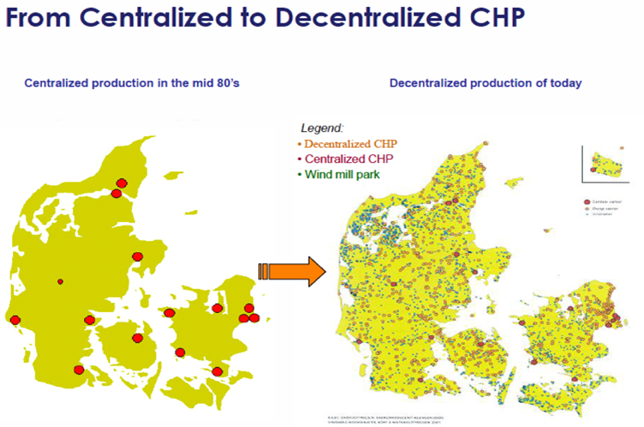 From Centralized to Decentralized CHP
Centralized production in the mid 80's
Decentralized production of today
Legend:
• Decentralized CHP
• Centralized CHP
• Wind mill park